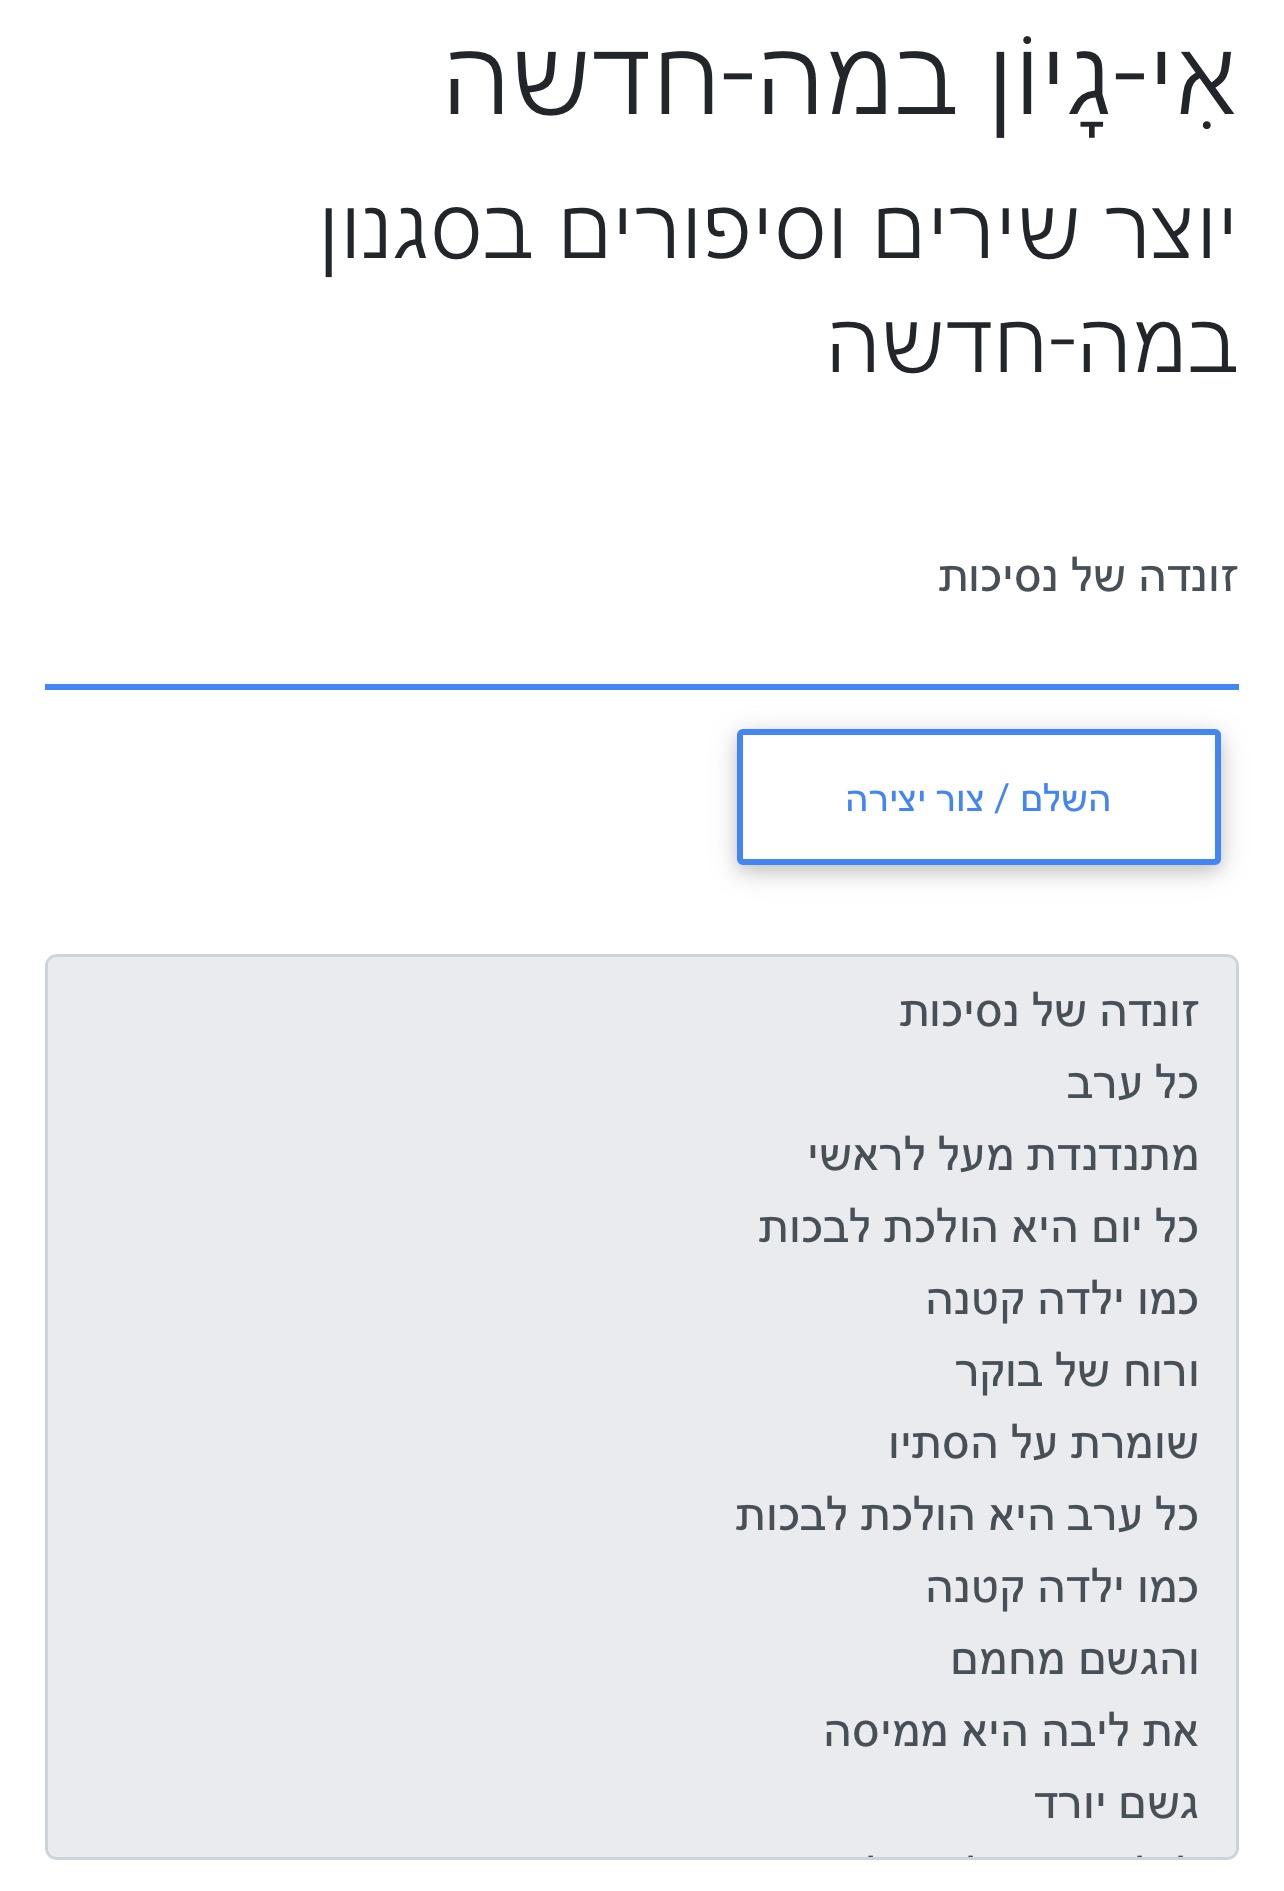 אִי-גָיוֹן במה-חדשה
יוצר שירים וסיפורים בסגנון
במה-חדשה
זונדה של נסיכות
השלם / צור יצירה
זונדה של נסיכות
כל ערב
מתנדנדת מעל לראשי
כל יום היא הולכת לבכות
כמו ילדה קטנה
ורוח של בוקר
שומרת על הסתיו
כל ערב היא הולכת לבכות
כמו ילדה קטנה
והגשם מחמם
את ליבה היא ממיסה
גשם יורד